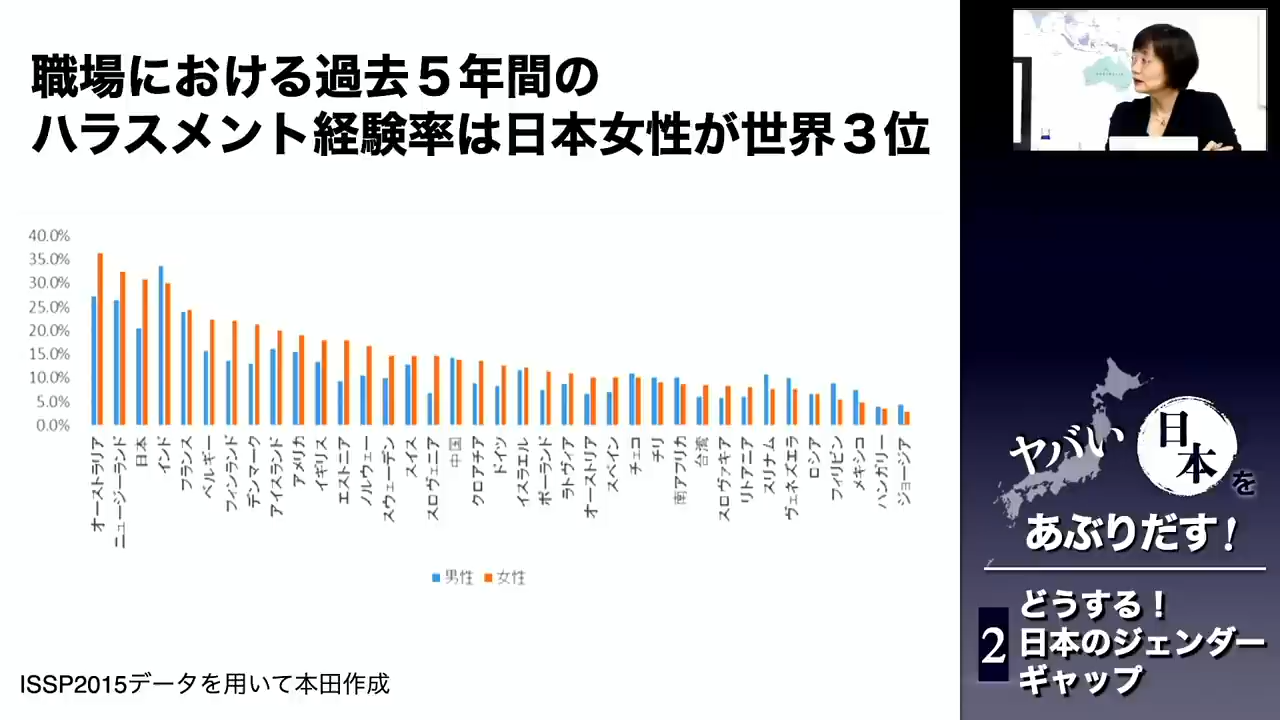 職場における過去５年間の
ハラスメント経験率は日本女性が世界３位
40.0%
35.0%
30.0%
25.0%
20.0%
15.0%
10.0%
5.0%
0.0%
オーストラリア
ニュージーランド
日本
インド
フランス
ベルギー
フィンランド
デンマーク
アイスランド
アメリカ
イギリス
エストニア
ノルウェー
スウェーデン
スイス
スロヴェニア
中国
クロアチア
ドイツ
イスラエル
ポーランド
ラトヴィア
オーストリア
スペイン
チェコ
チリ
南アフリカ
台湾
スロヴァキア
リトアニア
スリナム
ヴェネズエラ
ロシア
フィリピン
メキシコ
ハンガリー
ジョージア
男性 女性
ISSP2015データを用いて本田作成
ヤバい日本を
あぶりだす！
2
どうする！
日本のジェンダー
ギャップ